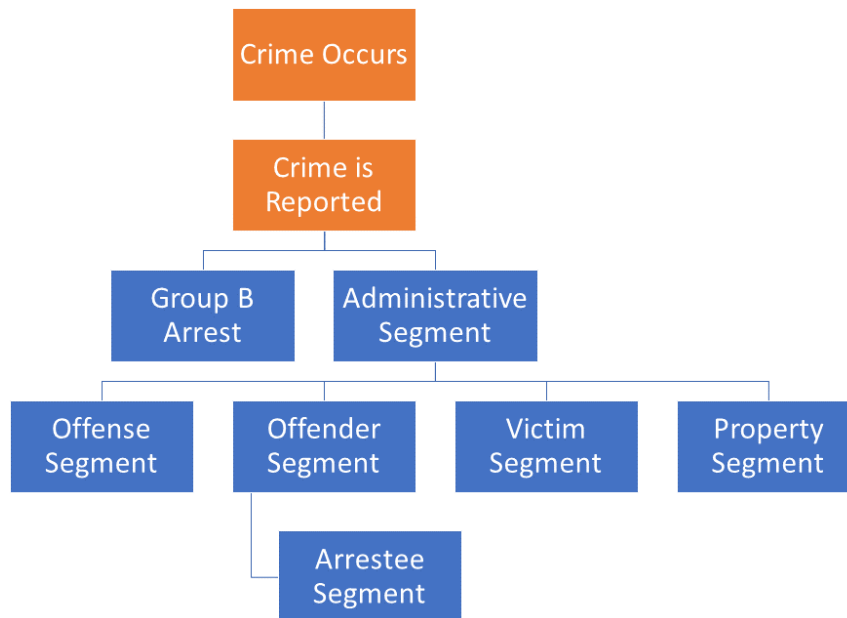 Crime Occurs
Crime is
Reported
Group B
Arrest
Administrative
Segment
Offense
Segment
Offender
Segment
Victim
Segment
Property
Segment
Arrestee
Segment